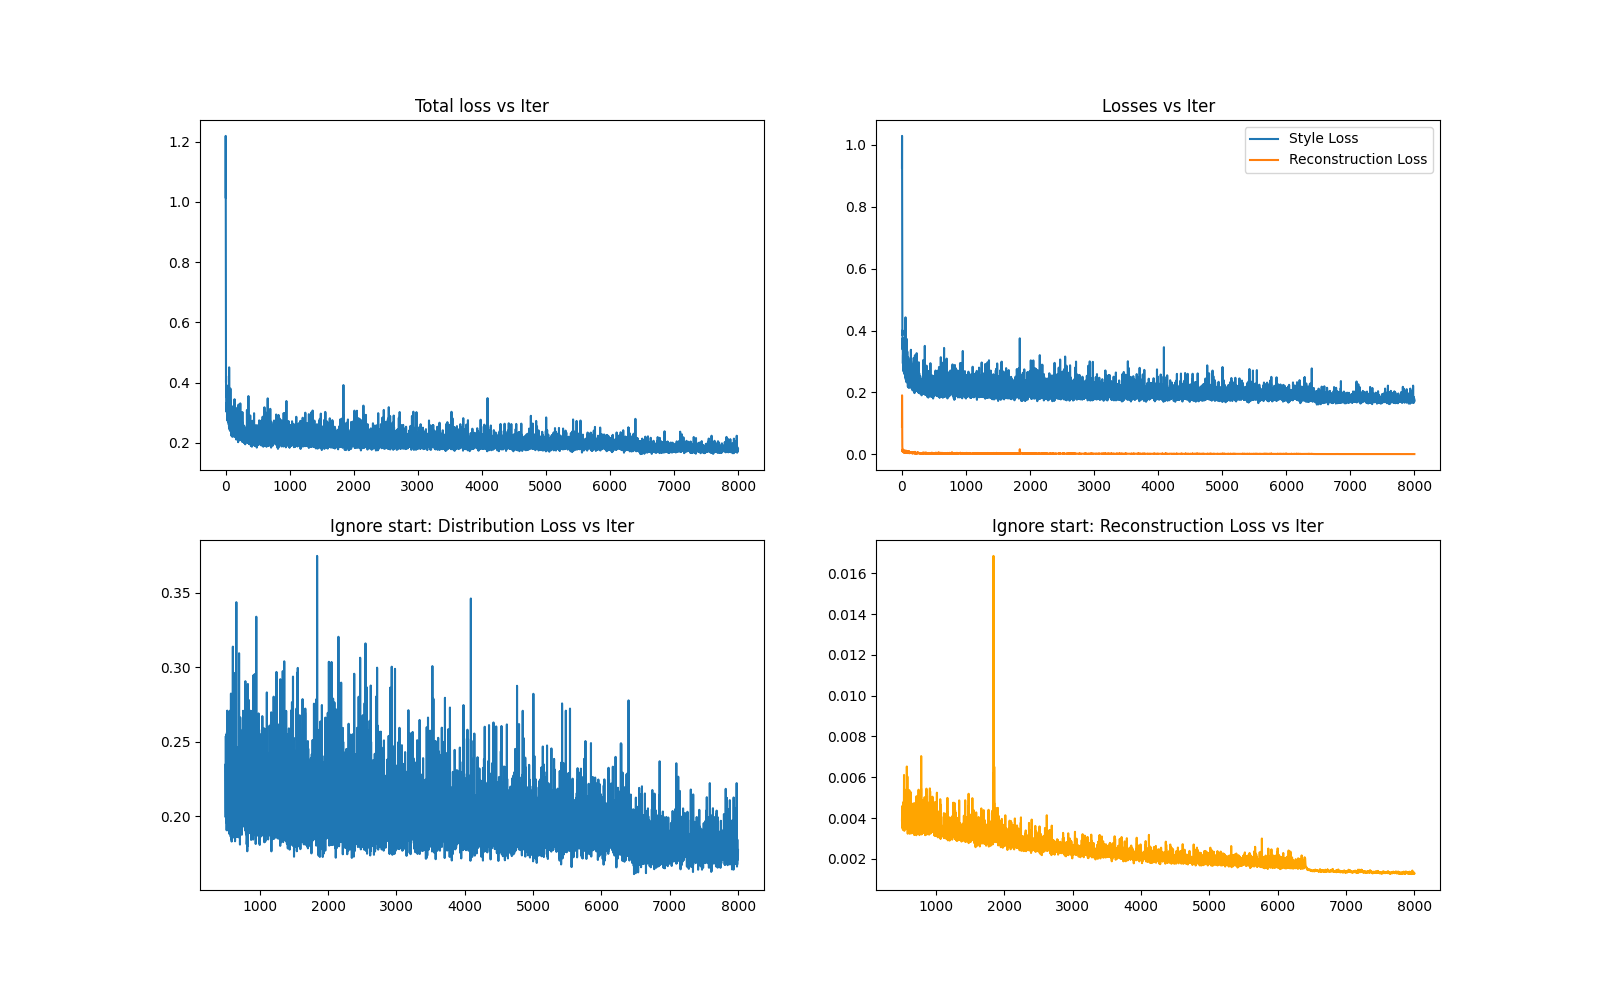 Total loss vs Iter
1.2
1.0
0.8
0.6
0.4
0.2
0 1000 2000 3000 4000 5000 6000 7000 8000
Losses vs Iter
Style Loss
Reconstruction Loss
1.0
0.8
0.6
0.4
0.2
0.0
0 1000 2000 3000 4000 5000 6000 7000 8000
Ignore start: Distribution Loss vs Iter
0.35
0.30
0.25
0.20
1000 2000 3000 4000 5000 6000 7000 8000
Ignore start: Reconstruction Loss vs Iter
0.016
0.014
0.012
0.010
0.008
0.006
0.004
0.002
1000 2000 3000 4000 5000 6000 7000 8000